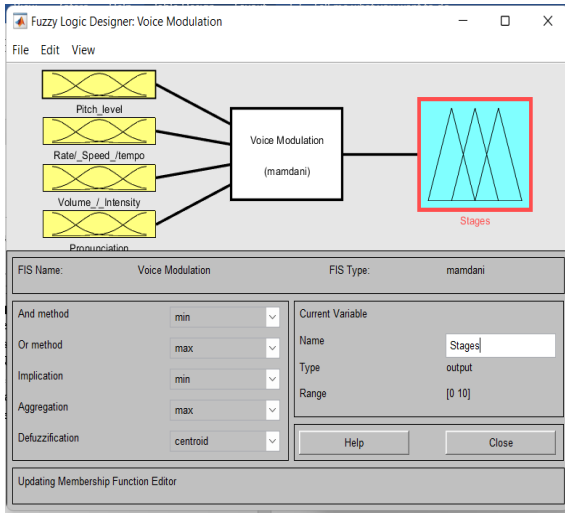 Fuzzy Logic Designer: Voice Modulation
File Edit View
Pitch_level
Rate/_Speed_/tempo
Volume_/_Intensity
Pronunciation
Voice Modulation
(mamdani)
Stages
FIS Name: Voice Modulation FIS Type: mamdani
And method min
Or method max
Implication min
Aggregation max
Defuzzification centroid
Current Variable
Name Stages
Type output
Range [0 10]
Help Close
Updating Membership Function Editor